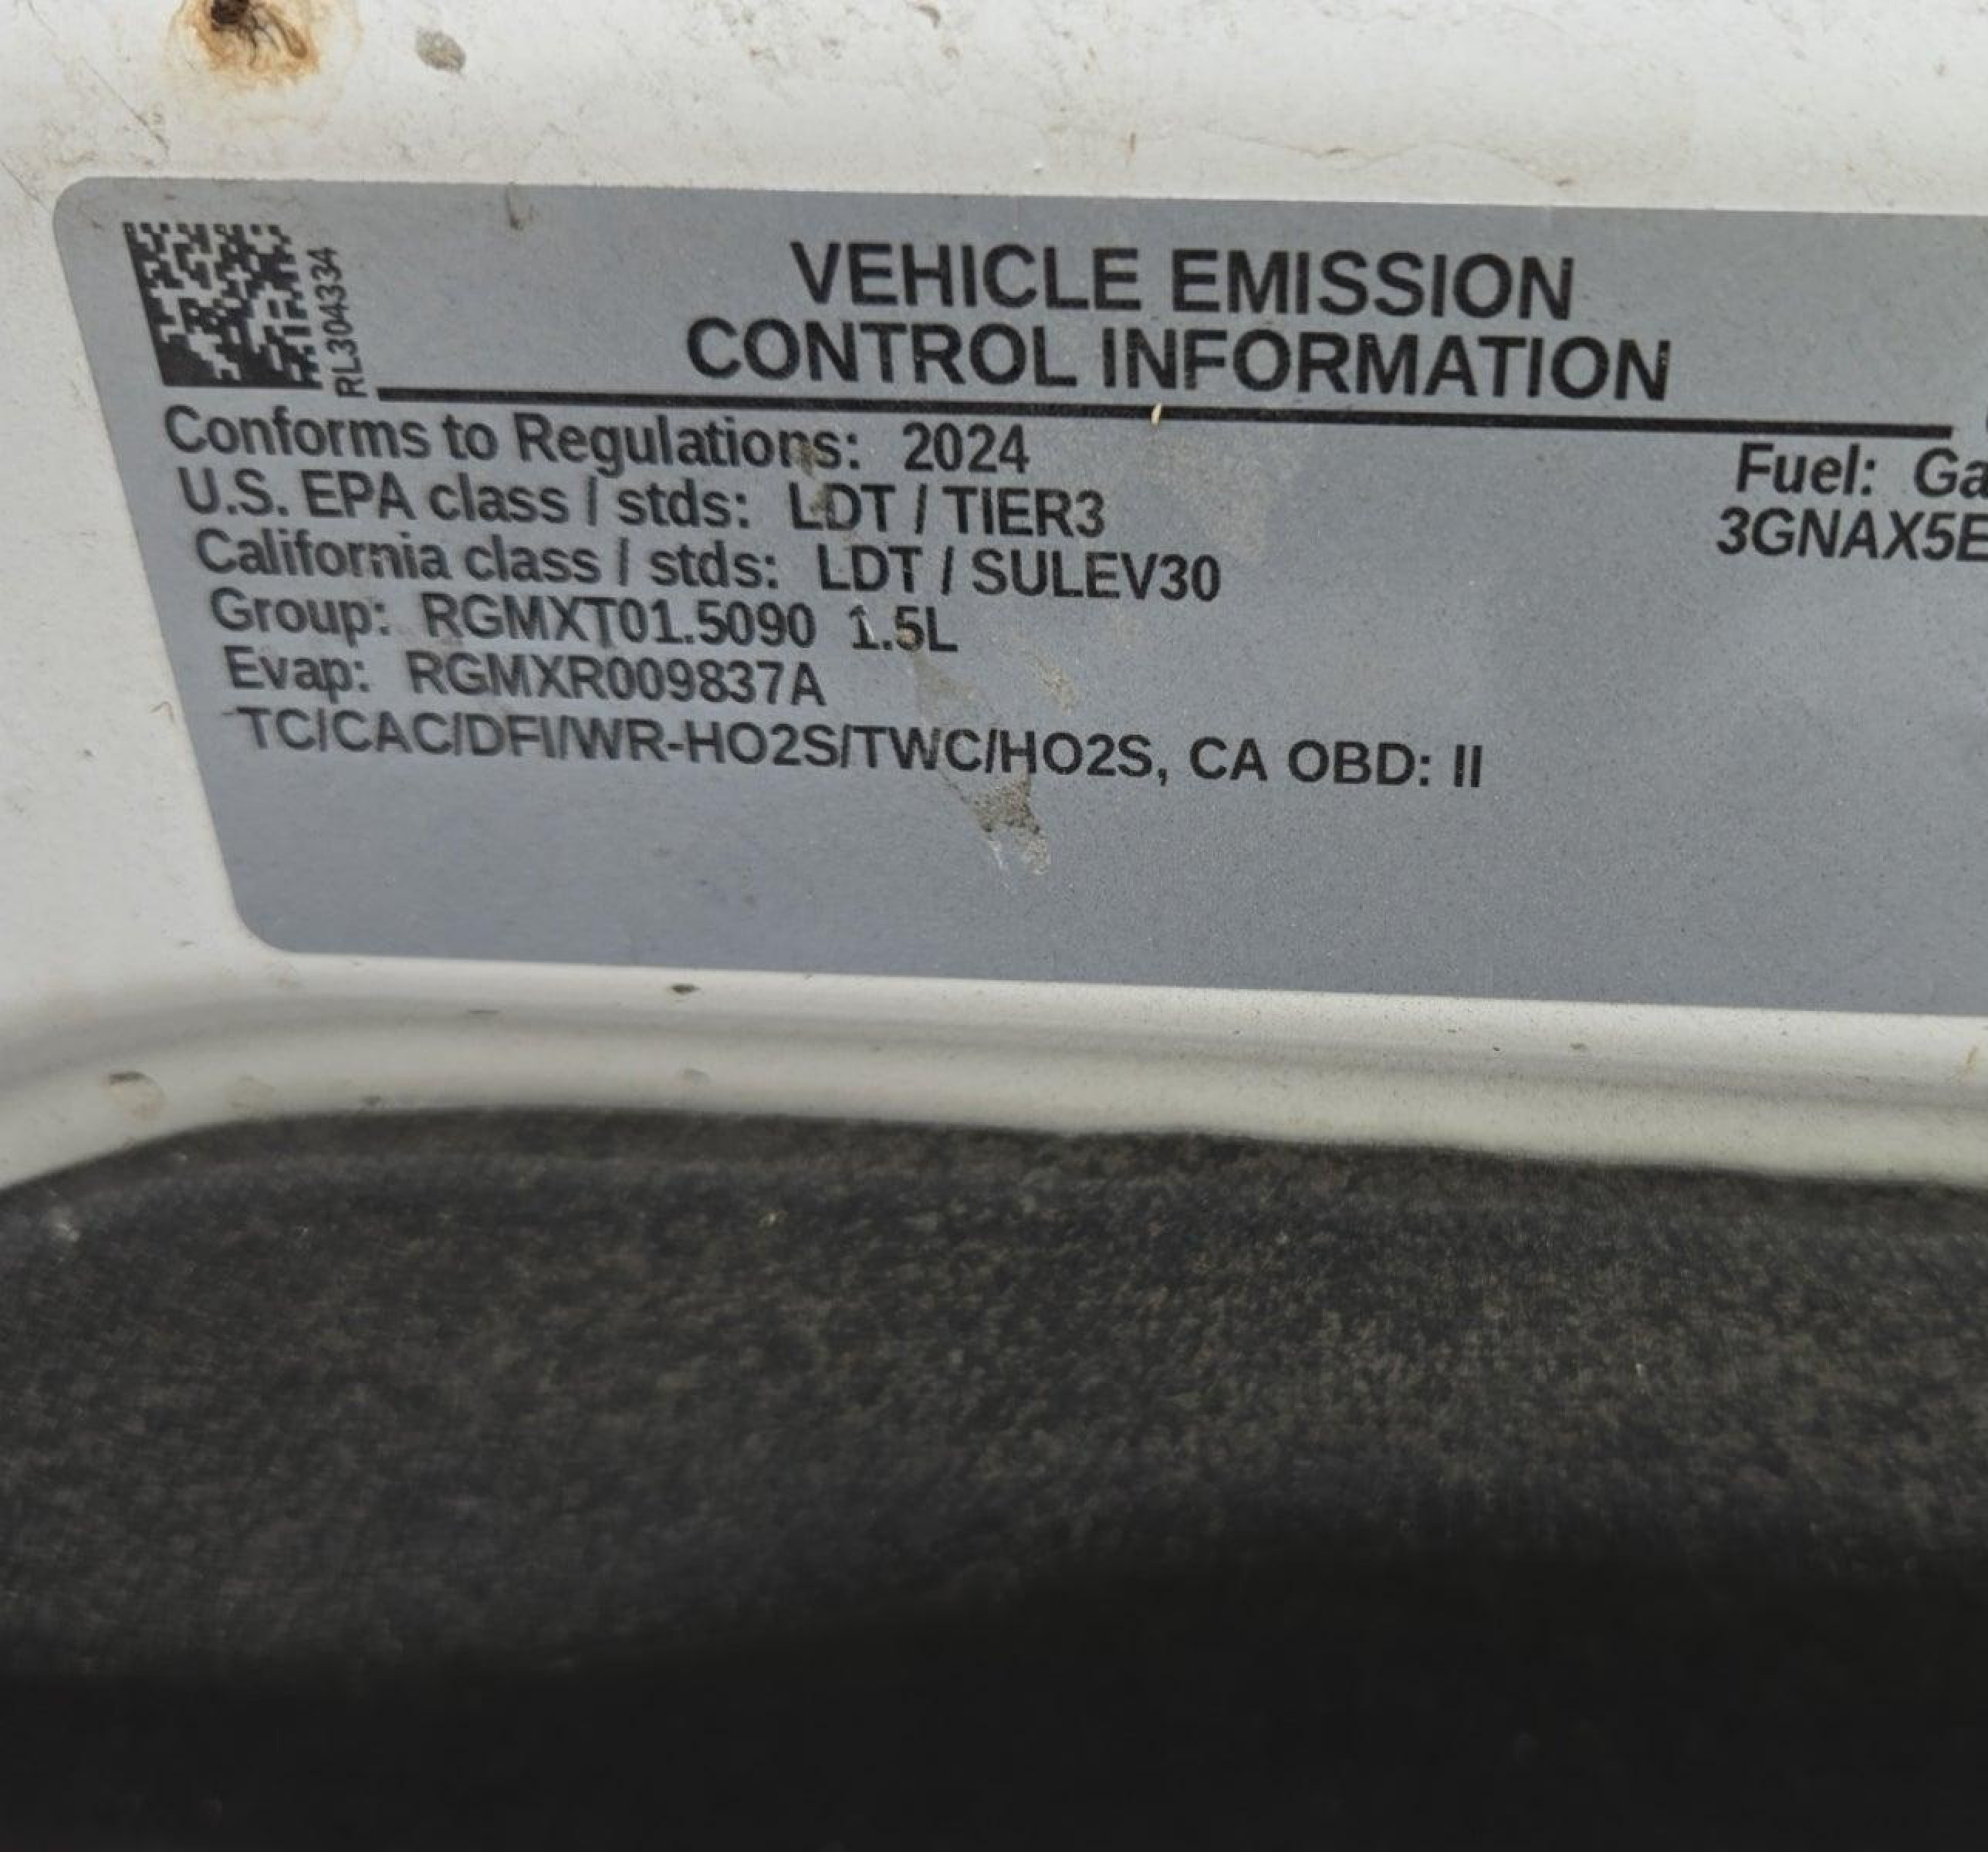 RL3043334
VEHICLE EMISSION
CONTROL INFORMATION
Conforms to Regulations: 2024
U.S. EPA class / stds: LDT / TIER3
California class / stds: LDT / SULEV30
Group: RGMXT01.5090 1.5L
Evap: RGMXR009837A
TC/CAC/DFI/WR-HO2S/TWC/HO2S, CA OBD: II
Fuel: Ga
3GNAX5E